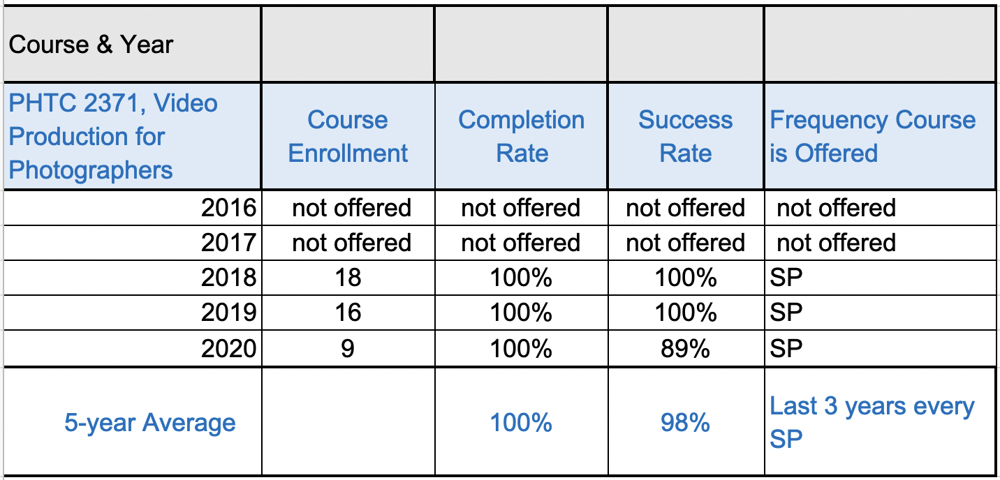 Course & Year
PHTC 2371, Video
Production for
Photographers
Course
Enrollment
Completion
Rate
Success
Rate
Frequency Course
is Offered
2016 not offered not offered not offered not offered
2017 not offered not offered not offered not offered
2018 18 100% 100% SP
2019 16 100% 100% SP
2020 9 100% 89% SP
5-year Average 100% 98% Last 3 years every
SP